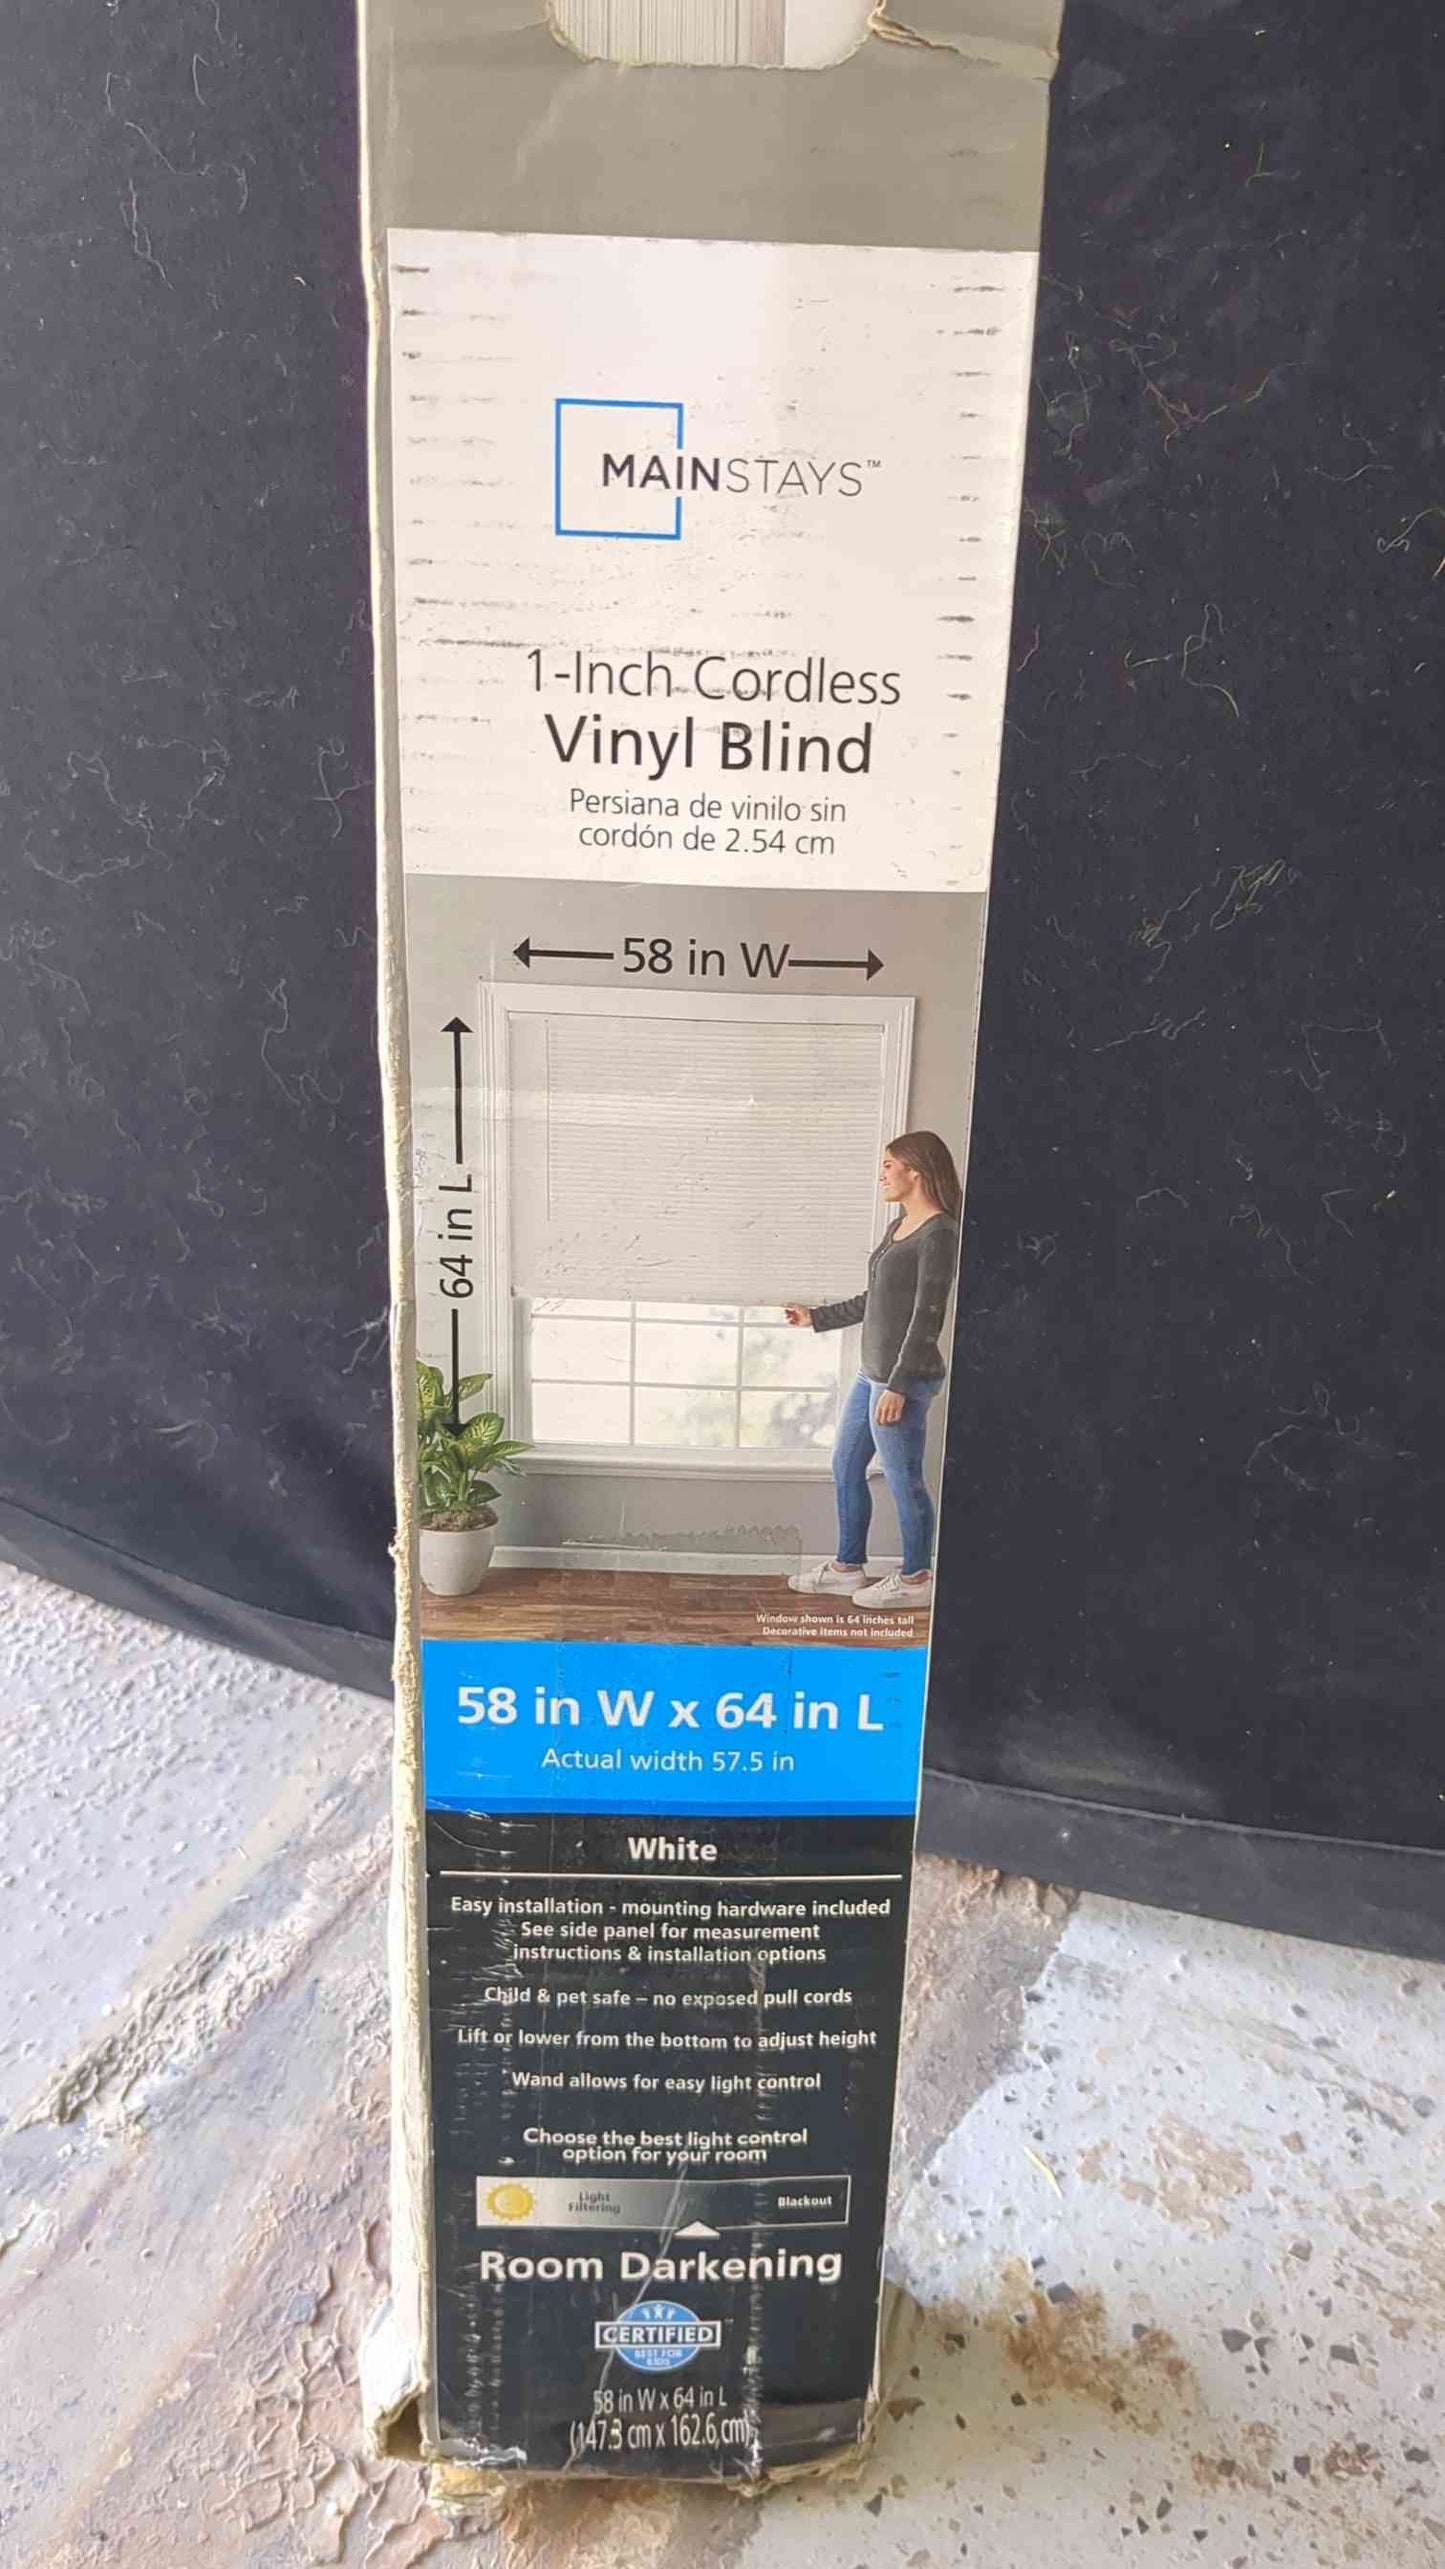 MAINSTAYS™
1-Inch Cordless
Vinyl Blind
Persiana de vinilo sin
cordón de 2.54 cm
58 in W
64 in L
Window shown is 64 inches tall
Decorative items not included
58 in W x 64 in L
Actual width 57.5 in
White
Easy installation - mounting hardware included
See side panel for measurement
instructions & installation options
Child & pet safe – no exposed pull cords
Lift or lower from the bottom to adjust height
Wand allows for easy light control
Choose the best light control
option for your room
Light
Filtering
Blackout
Room Darkening
CERTIFIED
BEST FOR
KIDS
58 in W x 64 in L
(147.3 cm x 162.6 cm)